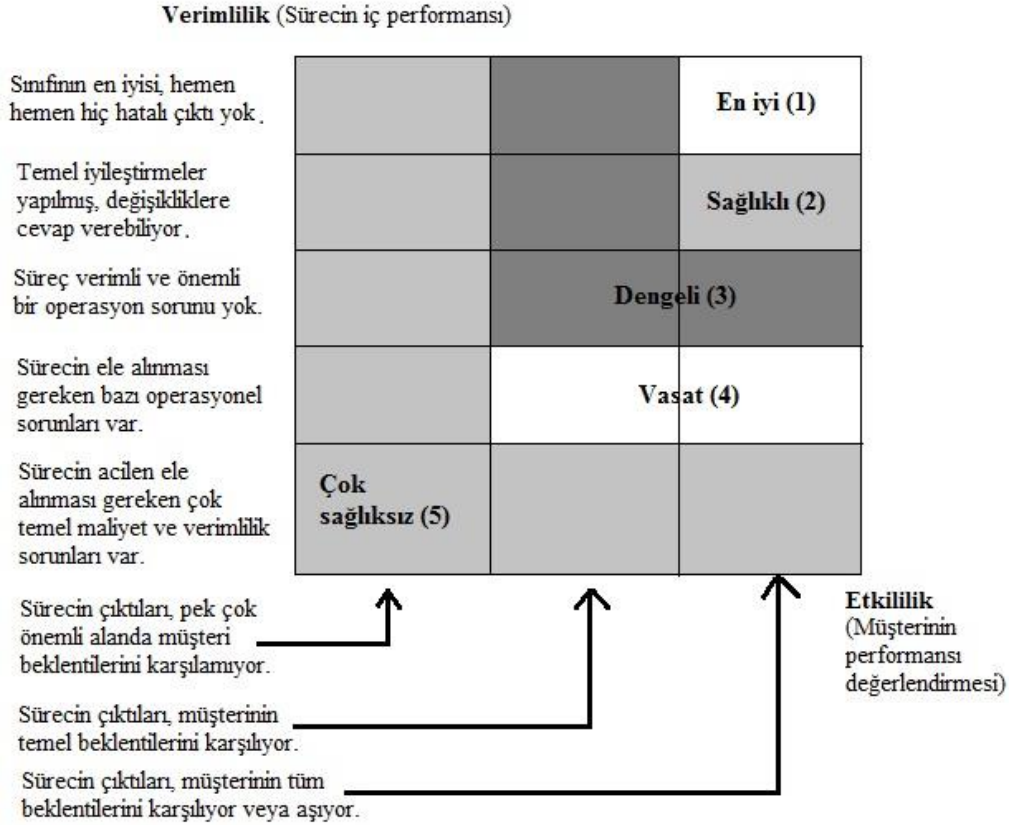 Verimlilik (Sürecin iç performansı)
Sınıfının en iyisi, hemen
hemen hiç hatalı çıktı yok.
En iyi (1)
Temel iyileştirmeler
yapılmış, değişikliklere
cevap verebiliyor.
Sağlıklı (2)
Süreç verimli ve önemli
bir operasyon sorunu yok.
Dengeli (3)
Sürecin ele alınması
gereken bazı operasyonel
sorunları var.
Vasat (4)
Sürecin acilen ele
alınması gereken çok
temel maliyet ve verimlilik
sorunları var.
Çok
sağlıksız (5)
Sürecin çıktıları, pek çok
önemli alanda müşteri
beklentilerini karşılamıyor.
Sürecin çıktıları, müşterinin
temel beklentilerini karşılıyor.
Sürecin çıktıları, müşterinin tüm
beklentilerini karşılıyor veya aşıyor.
Etkililik
(Müşterinin
performansı
değerlendirmesi)